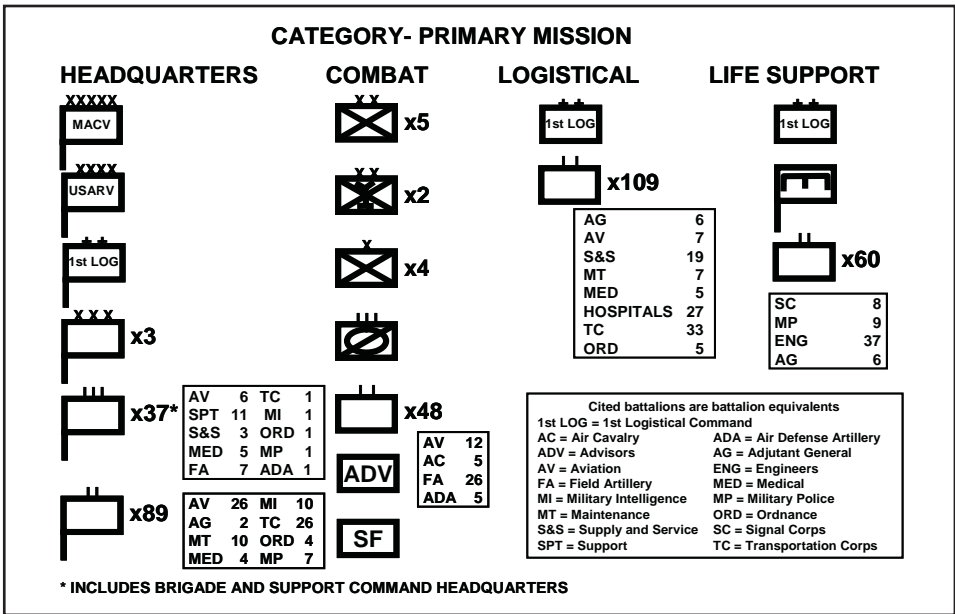 CATEGORY- PRIMARY MISSION
HEADQUARTERS
XXXXX
MACV
XXXX
USARV
++
1st LOG
X X X
x3
III
x37*
AV 6 TC 1
SPT 11 MI 1
S&S 3 ORD 1
MED 5 MP 1
FA 7 ADA 1
II
x89
AV 26 MI 10
AG 2 TC 26
MT 10 ORD 4
MED 4 MP 7
COMBAT
X X
x5
X X
x2
X
x4
III
II
x48
AV 12
AC 5
FA 26
ADA 5
ADV
SF
LOGISTICAL
++
1st LOG
II
x109
AG 6
AV 7
S&S 19
MT 7
MED 5
HOSPITALS 27
TC 33
ORD 5
LIFE SUPPORT
++
1st LOG
II
x60
SC 8
MP 9
ENG 37
AG 6
Cited battalions are battalion equivalents
1st LOG = 1st Logistical Command
AC = Air Cavalry
ADV = Advisors
AV = Aviation
FA = Field Artillery
MI = Military Intelligence
MT = Maintenance
S&S = Supply and Service
SPT = Support
ADA = Air Defense Artillery
AG = Adjutant General
ENG = Engineers
MED = Medical
MP = Military Police
ORD = Ordnance
SC = Signal Corps
TC = Transportation Corps
* INCLUDES BRIGADE AND SUPPORT COMMAND HEADQUARTERS